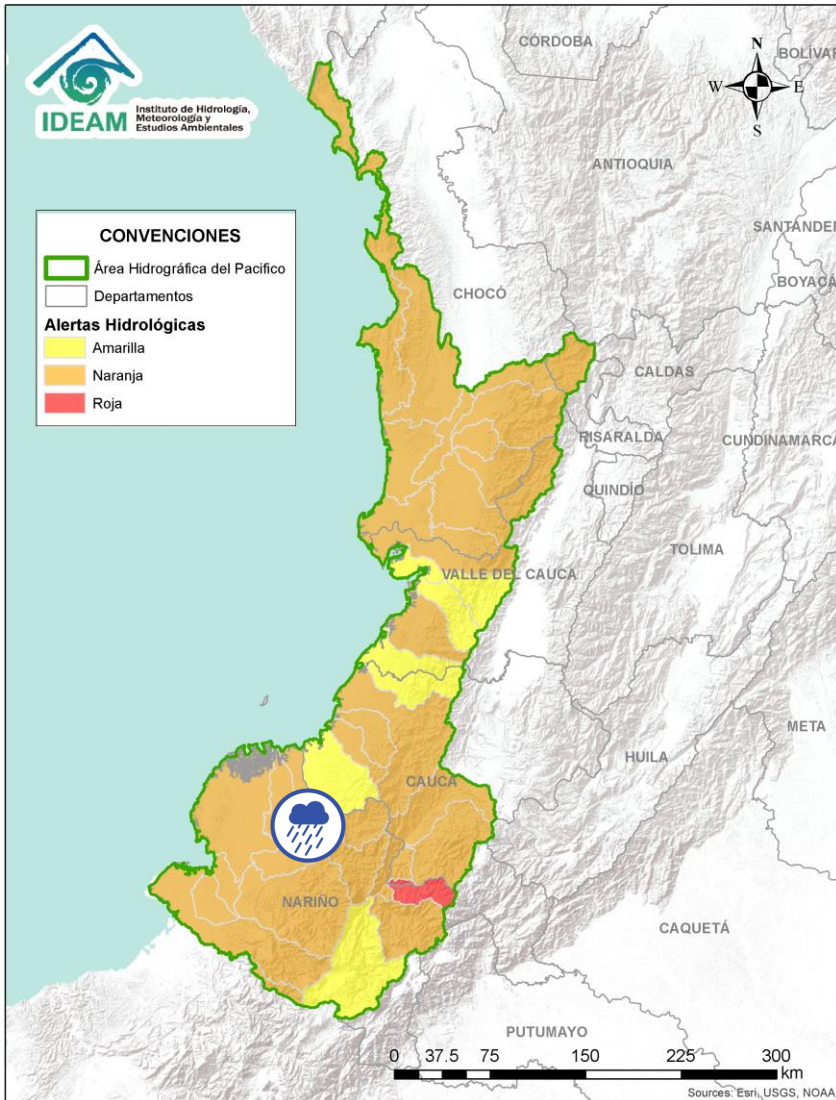 IDEAM
Instituto de Hidrología,
Meteorología y
Estudios Ambientales
CÓRDOBA
BOLÍVAR
N
W
E
S
ANTIOQUIA
SANTANDER
BOYACÁ
CONVENCIONES
Área Hidrográfica del Pacifico
Departamentos
Alertas Hidrológicas
Amarilla
Naranja
Roja
CHOCÓ
CALDAS
RISARALDA
CUNDINAMARCA
QUINDÍO
TOLIMA
VALLE DEL CAUCA
META
HUILA
CAUCA
NARIÑO
CAQUETÁ
PUTUMAYO
0 37.5 75 150 225 300
km
Sources: Esri, USGS, NOAA